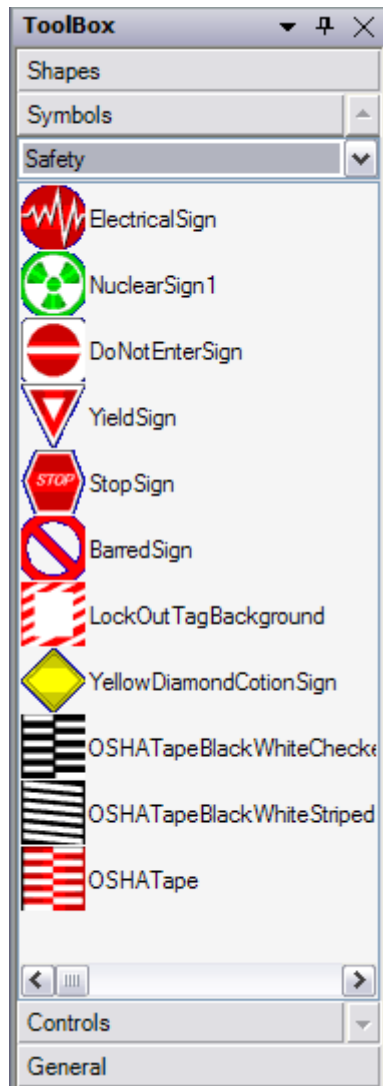 ToolBox
Shapes
Symbols
Safety
ElectricalSign
NuclearSign1
DoNotEnterSign
YieldSign
STOP
StopSign
BarredSign
LockOutTagBackground
YellowDiamondCotionSign
OSHATapeBlackWhiteChecke
OSHATapeBlackWhiteStriped
OSHATape
Controls
General